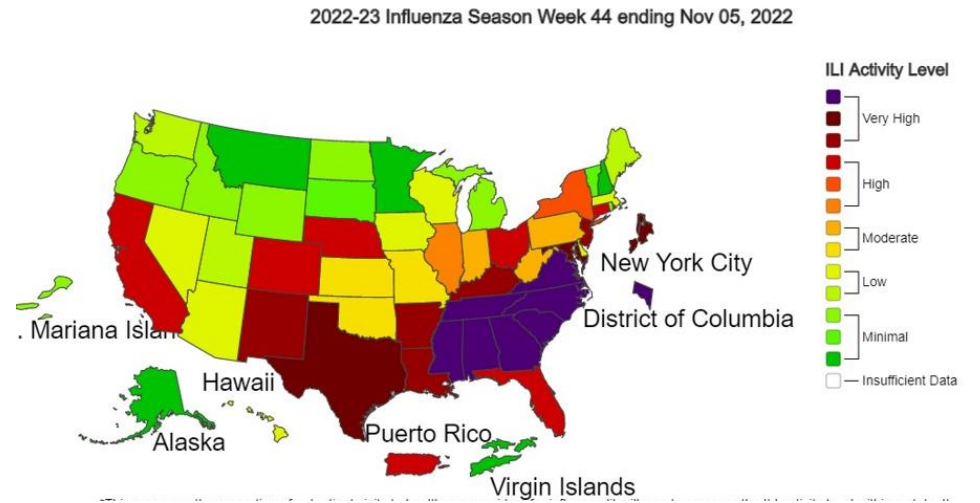 2022-23 Influenza Season Week 44 ending Nov 05, 2022
ILI Activity Level
Very High
High
Moderate
Low
Minimal
Insufficient Data
New York City
District of Columbia
. Mariana Islan
Hawaii
Alaska
Puerto Rico
Virgin Islands